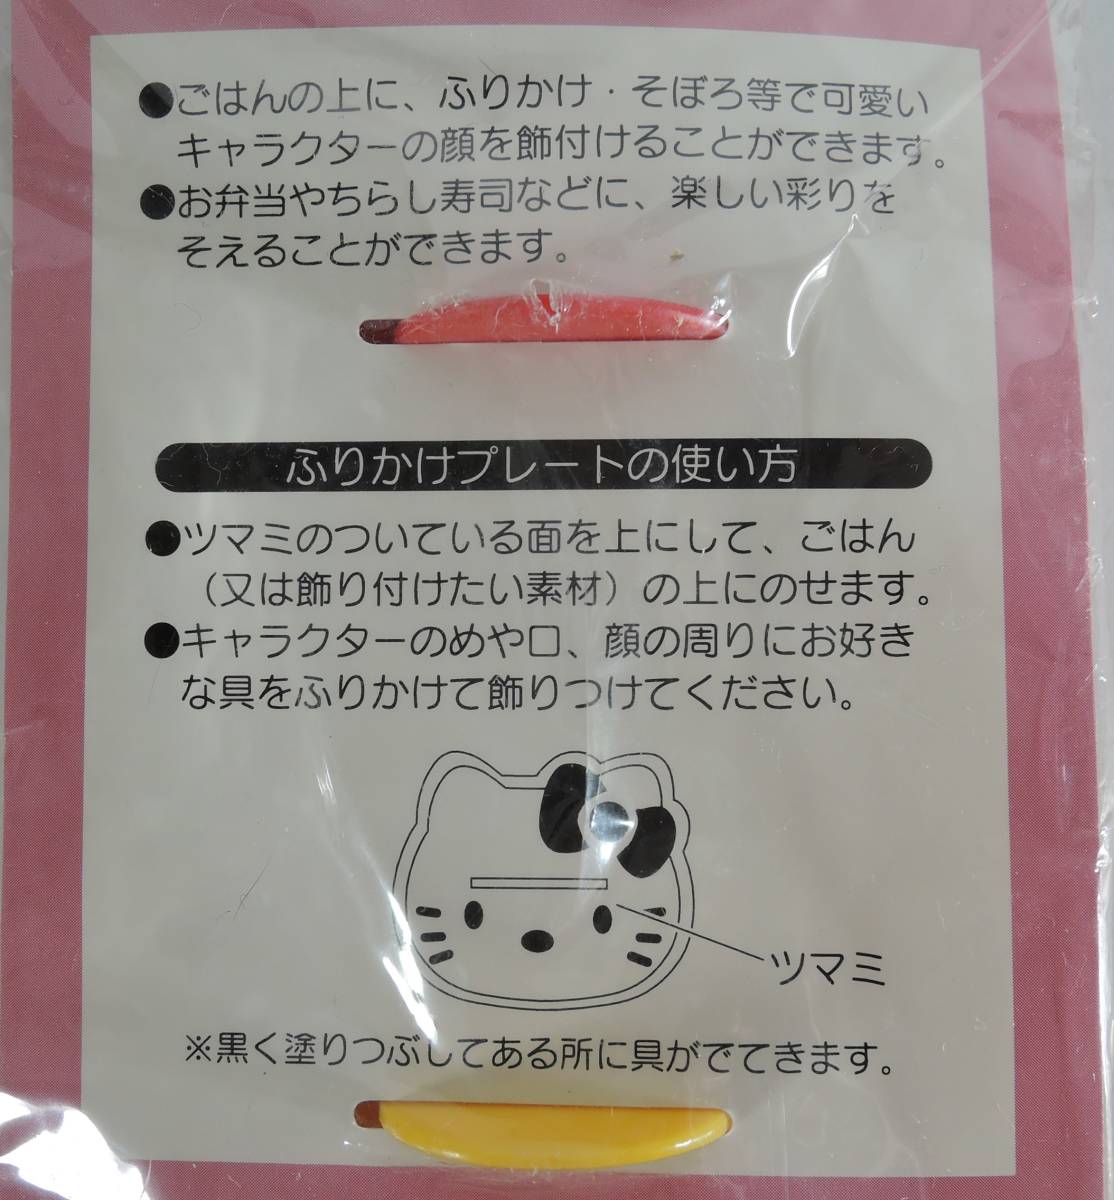 ●ごはんの上に、ふりかけ・そぼろ等で可愛い
キャラクターの顔を飾付けることができます。
●お弁当やちらし寿司などに、楽しい彩りを
そえることができます。
ふりかけプレートの使い方
●ツマミのついている面を上にして、ごはん
（又は飾り付けたい素材）の上にのせます。
●キャラクターのめや口、顔の周りにお好き
な具をふりかけて飾りつけてください。
ツマミ
※黒く塗りつぶしてある所に具がでてきます。